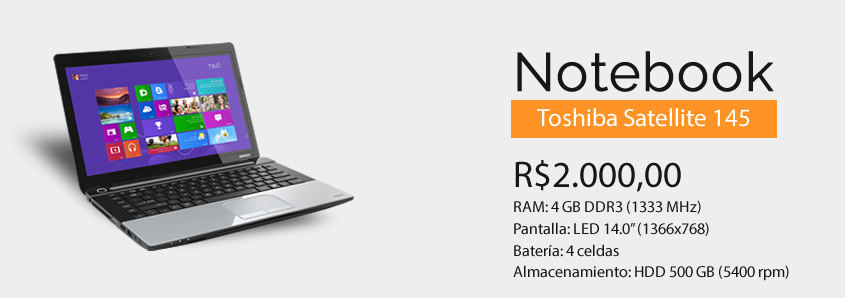 Notebook
Toshiba Satellite 145
R$2.000,00
RAM: 4 GB DDR3 (1333 MHz)
Pantalla: LED 14.0” (1366x768)
Batería: 4 celdas
Almacenamiento: HDD 500 GB (5400 rpm)